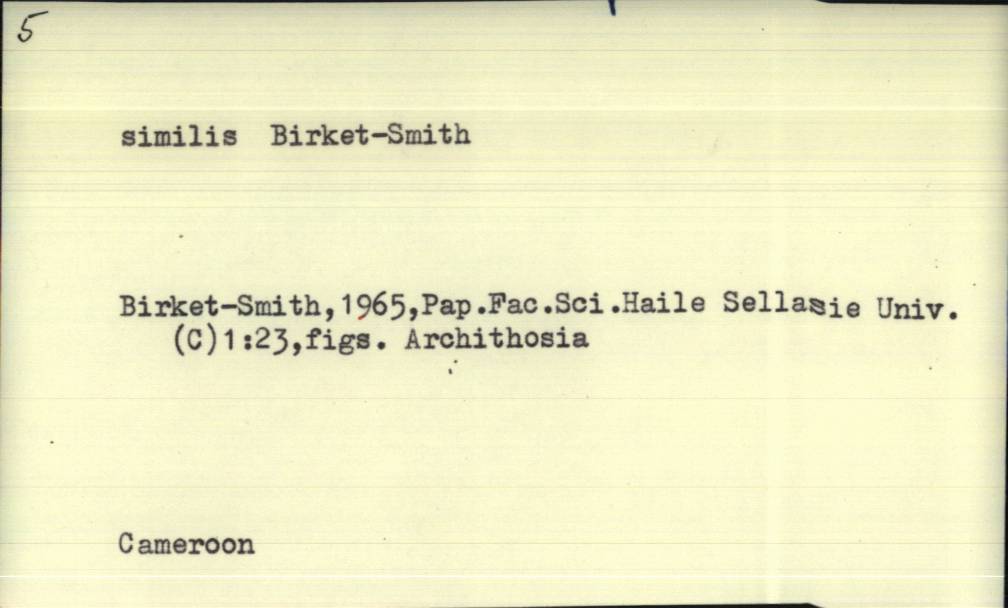 5
similis Birket-Smith
Birket-Smith,1965,Pap.Fac.Sci.Haile Sellasie Univ.
(C)1:23,figs. Archithosia
Cameroon